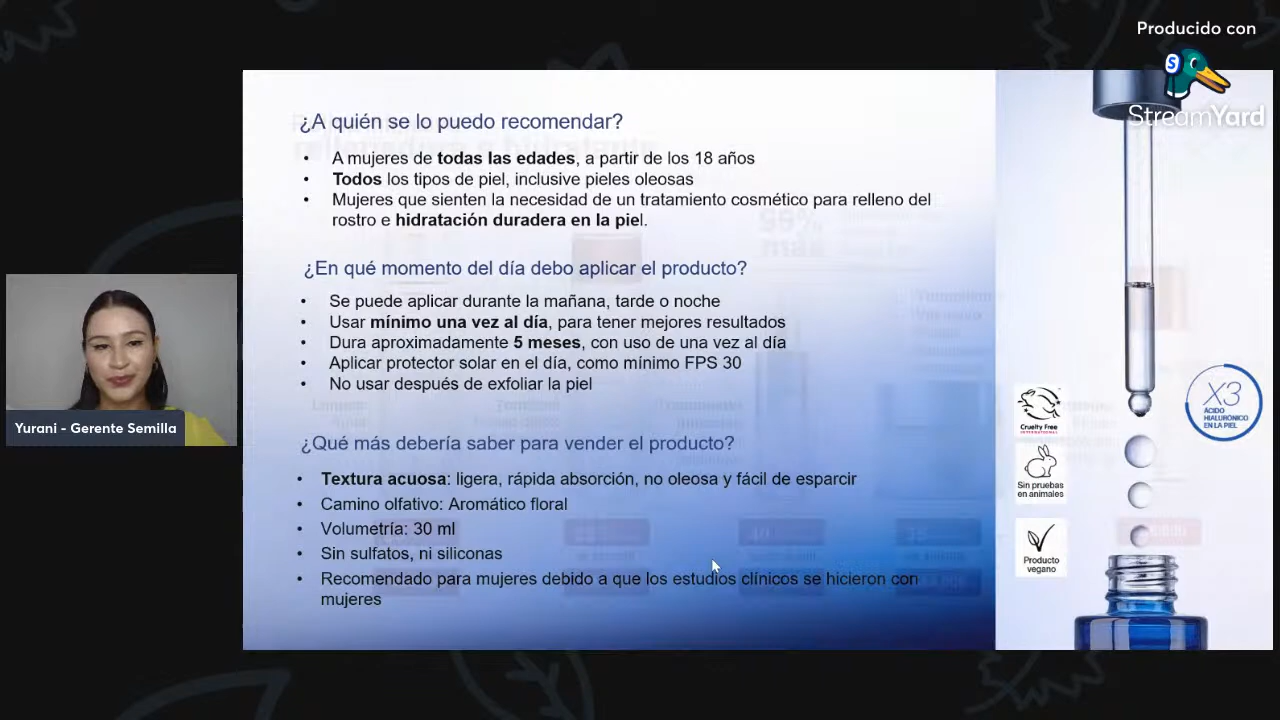 Producido con
StreamYard
¿A quién se lo puedo recomendar?
• A mujeres de todas las edades, a partir de los 18 años
• Todos los tipos de piel, inclusive pieles oleosas
• Mujeres que sienten la necesidad de un tratamiento cosmético para relleno del
rostro e hidratación duradera en la piel.
¿En qué momento del día debo aplicar el producto?
• Se puede aplicar durante la mañana, tarde o noche
• Usar mínimo una vez al día, para tener mejores resultados
• Dura aproximadamente 5 meses, con uso de una vez al día
• Aplicar protector solar en el día, como mínimo FPS 30
• No usar después de exfoliar la piel
¿Qué más debería saber para vender el producto?
• Textura acuosa: ligera, rápida absorción, no oleosa y fácil de esparcir
• Camino olfativo: Aromático floral
• Volumetría: 30 ml
• Sin sulfatos, ni siliconas
• Recomendado para mujeres debido a que los estudios clínicos se hicieron con
mujeres
Cruelty Free
INTERNATIONAL
Sin pruebas
en animales
Producto
vegano
X3
ÁCIDO
HIALURÓNICO
EN LA PIEL
Yurani - Gerente Semilla